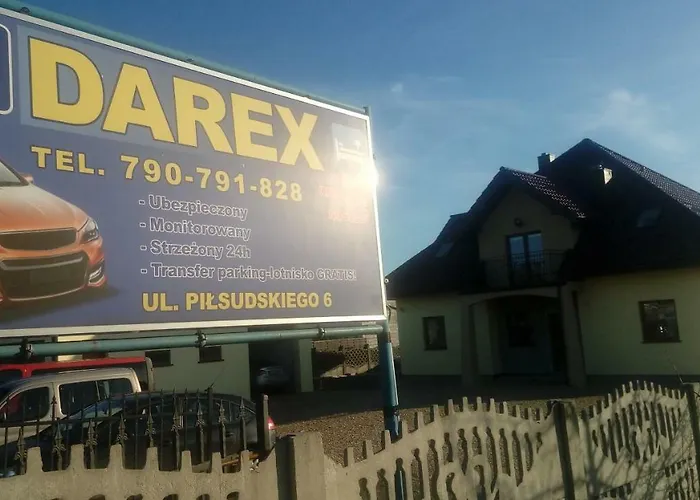 DAREX
TEL. 790-791-828
- Ubezpieczony
- Monitorowany
- Strzeżony 24h
- Transfer parking-lotnisko GRATIS!
UL. PIŁSUDSKIEGO 6